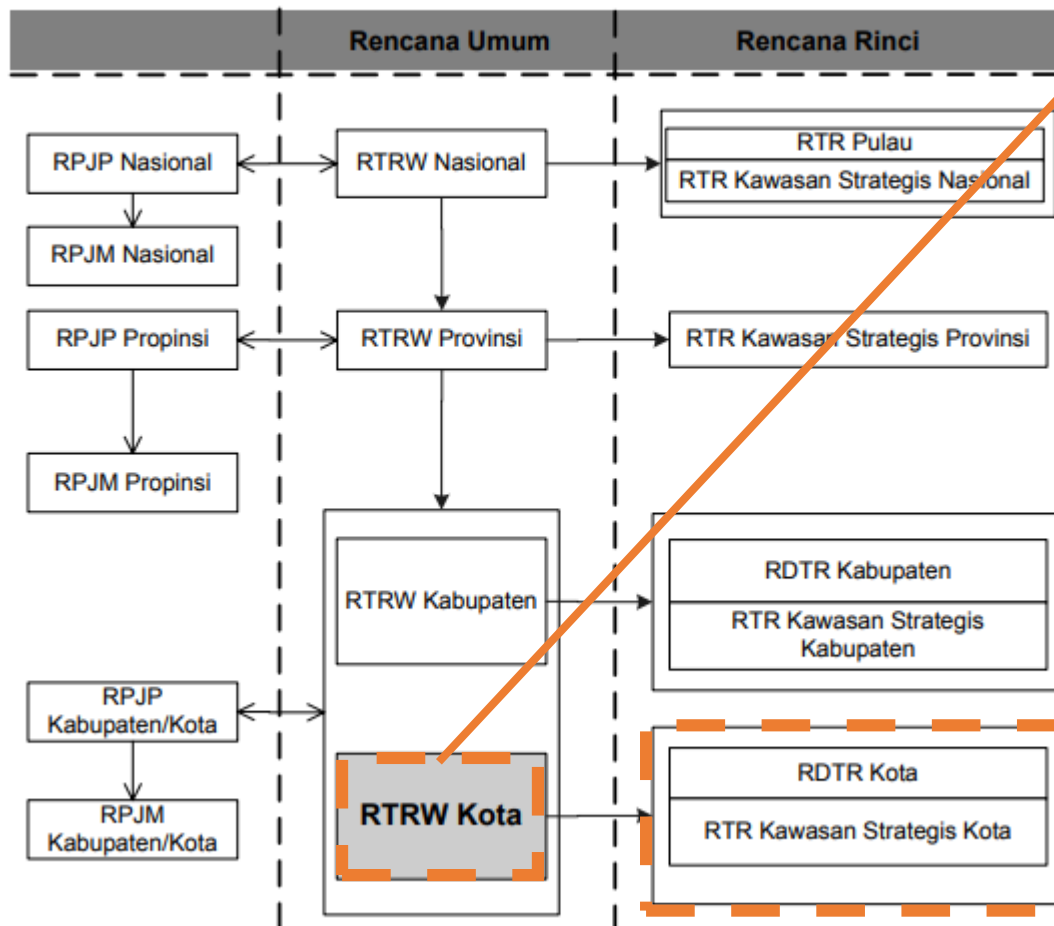 Rencana Umum
Rencana Rinci
RPJP Nasional
RTRW Nasional
RTR Pulau
RTR Kawasan Strategis Nasional
RPJM Nasional
RPJP Propinsi
RTRW Provinsi
RTR Kawasan Strategis Provinsi
RPJM Propinsi
RTRW Kabupaten
RDTR Kabupaten
RTR Kawasan Strategis
Kabupaten
RPJP
Kabupaten/Kota
RTRW Kota
RDTR Kota
RTR Kawasan Strategis Kota
RPJM
Kabupaten/Kota